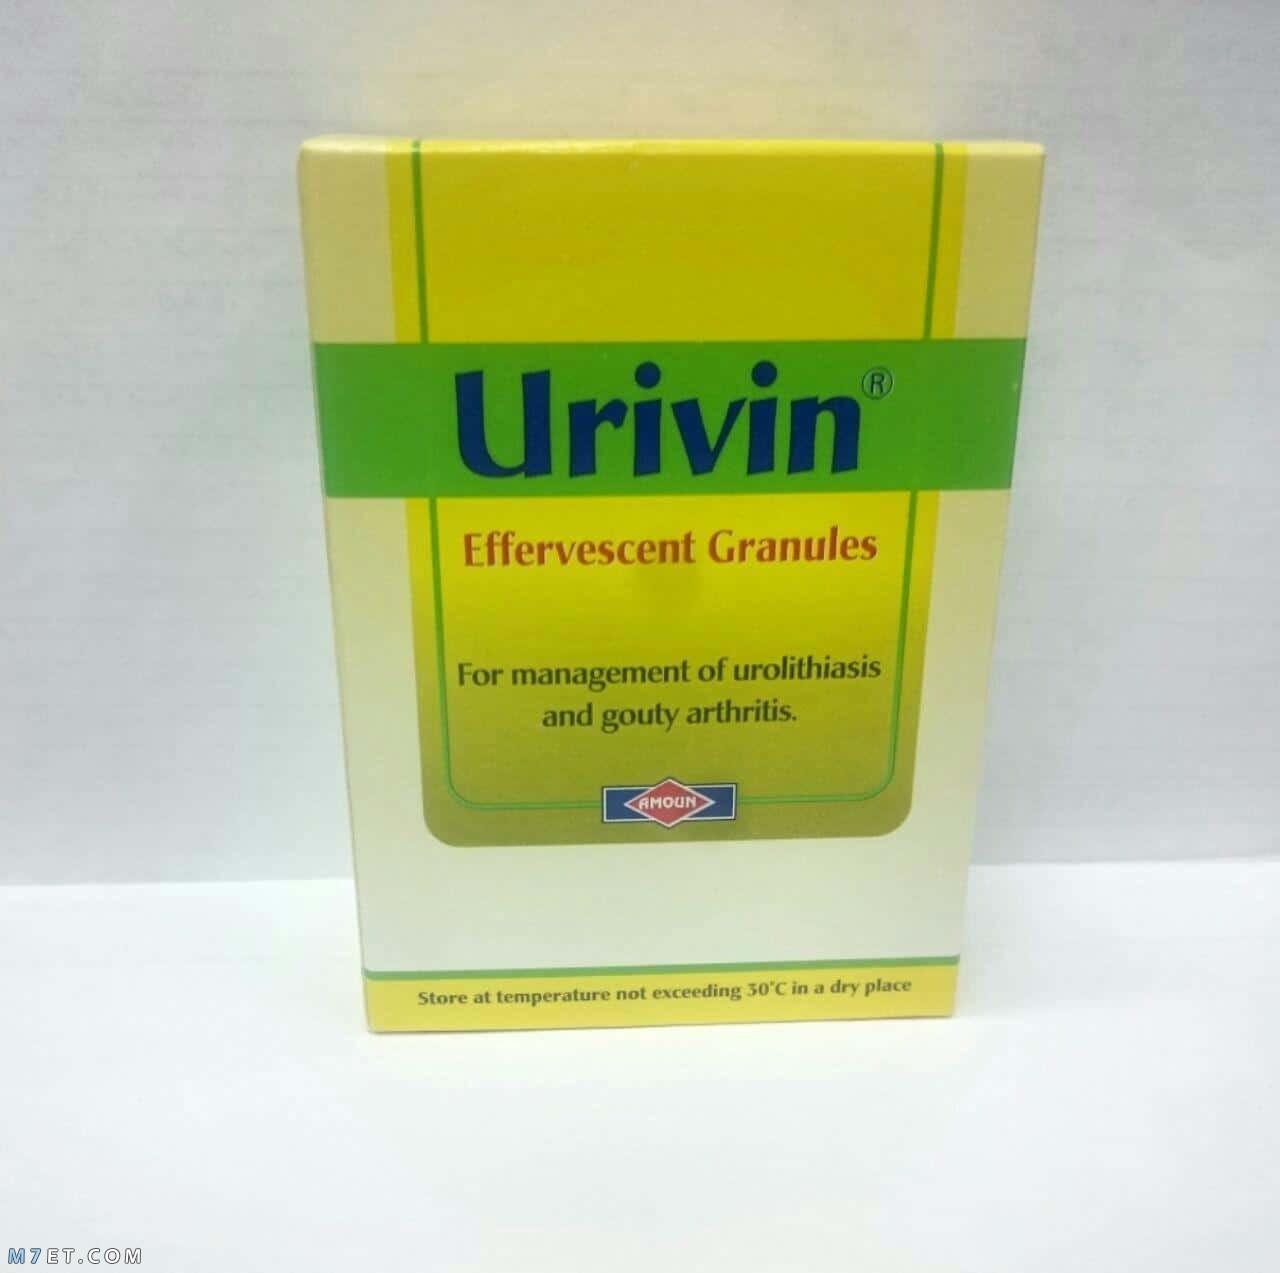 Urivin®
Effervescent Granules
For management of urolithiasis
and gouty arthritis.
AMOUN
Store at temperature not exceeding 30°C in a dry place
M7ET.COM